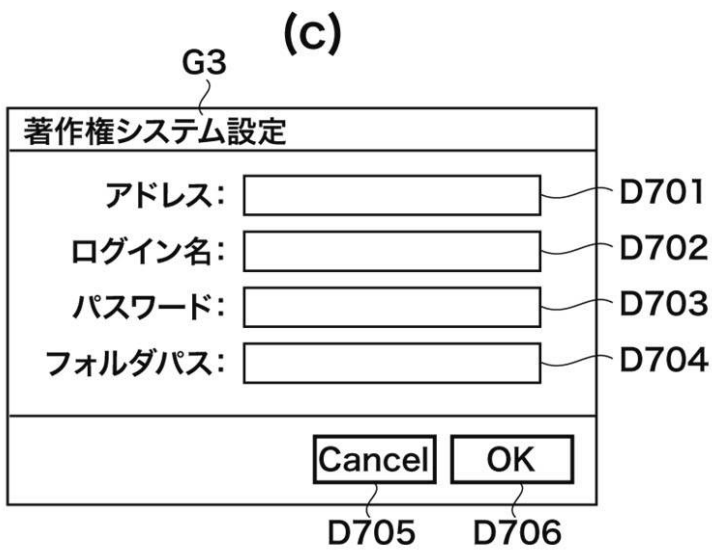 (C)
G3
著作権システム設定
アドレス: D701
ログイン名: D702
パスワード: D703
フォルダパス: D704
Cancel OK
D705 D706